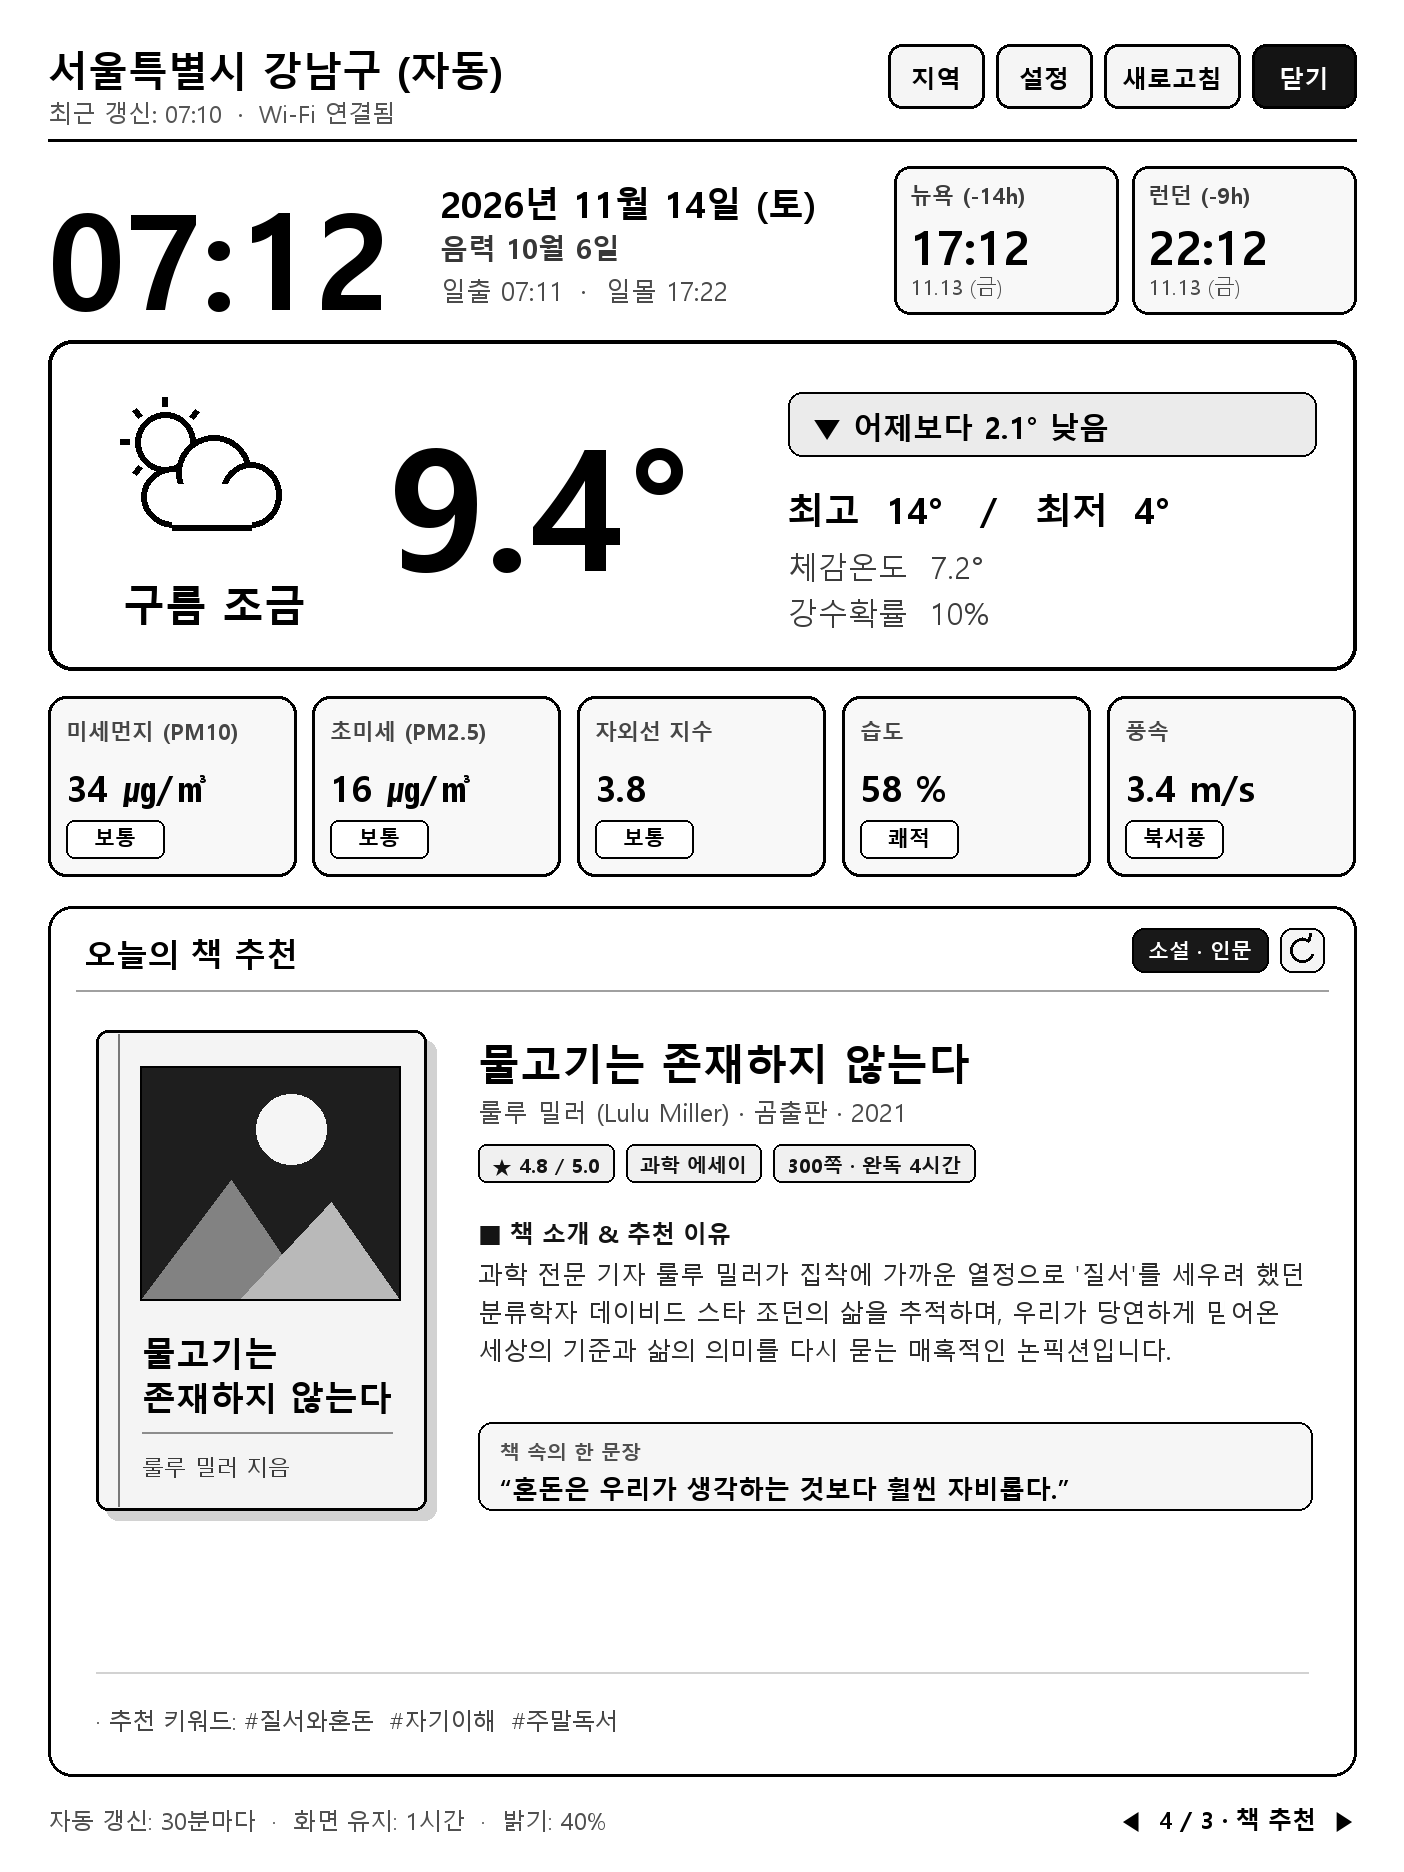 서울특별시 강남구 (자동)
최근 갱신: 07:10 · Wi-Fi 연결됨
지역
설정
새로고침
닫기
07:12
2026년 11월 14일 (토)
음력 10월 6일
일출 07:11 · 일몰 17:22
뉴욕 (-14h)
17:12
11.13 (금)
런던 (-9h)
22:12
11.13 (금)
구름 조금
9.4°
▼ 어제보다 2.1° 낮음
최고 14° / 최저 4°
체감온도 7.2°
강수확률 10%
미세먼지 (PM10)
34 ㎍/㎥
보통
초미세 (PM2.5)
16 ㎍/㎥
보통
자외선 지수
3.8
보통
습도
58 %
쾌적
풍속
3.4 m/s
북서풍
오늘의 책 추천
소설 · 인문
물고기는
존재하지 않는다
룰루 밀러 지음
물고기는 존재하지 않는다
룰루 밀러 (Lulu Miller) · 곰출판 · 2021
★ 4.8 / 5.0
과학 에세이
300쪽 · 완독 4시간
■ 책 소개 & 추천 이유
과학 전문 기자 룰루 밀러가 집착에 가까운 열정으로 '질서'를 세우려 했던
분류학자 데이비드 스타 조던의 삶을 추적하며, 우리가 당연하게 믿어온
세상의 기준과 삶의 의미를 다시 묻는 매혹적인 논픽션입니다.
책 속의 한 문장
“혼돈은 우리가 생각하는 것보다 훨씬 자비롭다.”
· 추천 키워드: #질서와혼돈 #자기이해 #주말독서
자동 갱신: 30분마다 · 화면 유지: 1시간 · 밝기: 40%
◀ 4 / 3 · 책 추천 ▶